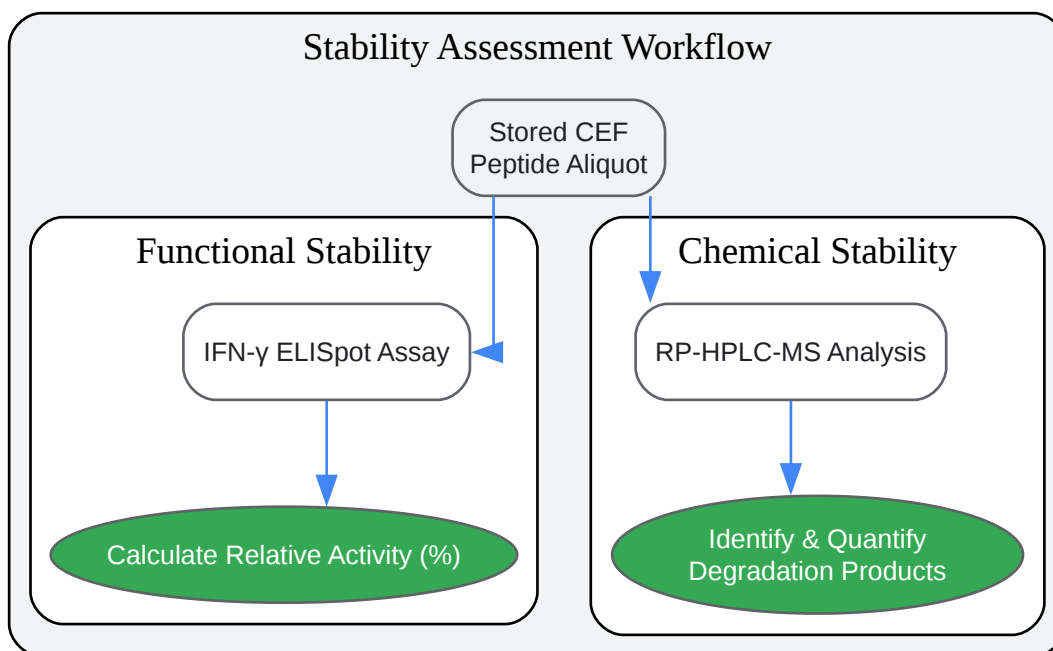 Stability Assessment Workflow
Stored CEF
Peptide Aliquot
Functional Stability
Chemical Stability
IFN-γ ELISpot Assay
RP-HPLC-MS Analysis
Calculate Relative Activity (%)
Identify & Quantify
Degradation Products